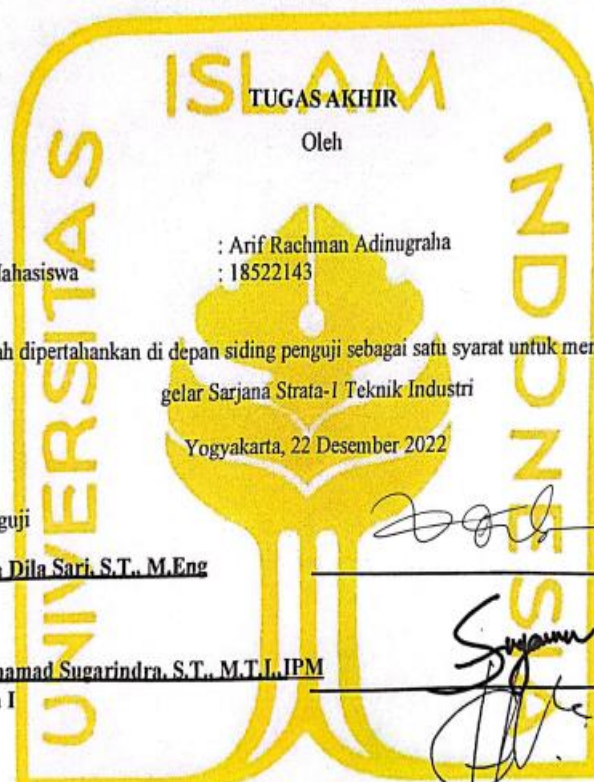 UNIVERSITAS ISLAM INDONESIA
TUGAS AKHIR
Oleh
: Arif Rachman Adinugraha
ahasiswa : 18522143
ah dipertahankan di depan siding penguji sebagai satu syarat untuk mer
gelar Sarjana Strata-1 Teknik Industri
Yogyakarta, 22 Desember 2022
guji
Dila Sari, S.T., M.Eng
amad Sugarindra, S.T., M.T.I., IPM
I